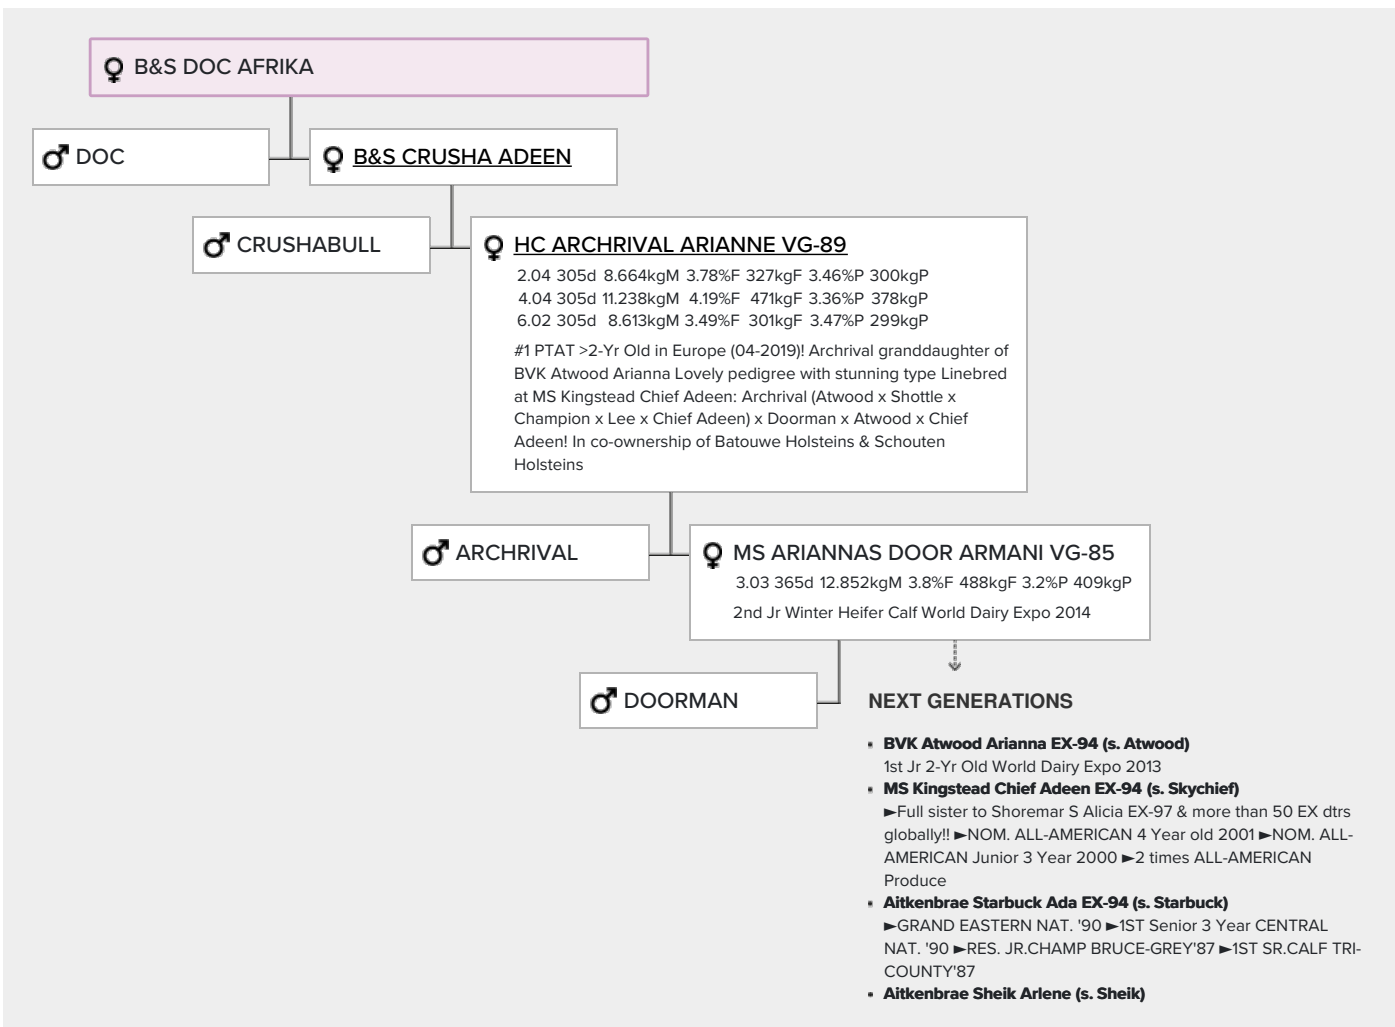 B&S DOC AFRIKA
DOC
B&S CRUSHA ADEEN
CRUSHABULL
HC ARCHRIVAL ARIANNE VG-89
2.04 305d 8.664kgM 3.78%F 327kgF 3.46%P 300kgP
4.04 305d 11.238kgM 4.19%F 471kgF 3.36%P 378kgP
6.02 305d 8.613kgM 3.49%F 301kgF 3.47%P 299kgP
#1 PTAT >2-Yr Old in Europe (04-2019)! Archrival granddaughter of
BVK Atwood Arianna Lovely pedigree with stunning type Linebred
at MS Kingstead Chief Adeen: Archrival (Atwood x Shottle x
Champion x Lee x Chief Adeen) x Doorman x Atwood x Chief
Adeen! In co-ownership of Batouwe Holsteins & Schouten
Holsteins
ARCHRIVAL
MS ARIANNAS DOOR ARMANI VG-85
3.03 365d 12.852kgM 3.8%F 488kgF 3.2%P 409kgP
2nd Jr Winter Heifer Calf World Dairy Expo 2014
DOORMAN
NEXT GENERATIONS
▪ BVK Atwood Arianna EX-94 (s. Atwood)
1st Jr 2-Yr Old World Dairy Expo 2013
▪ MS Kingstead Chief Adeen EX-94 (s. Skychief)
►Full sister to Shoremar S Alicia EX-97 & more than 50 EX dtrs
globally!! ►NOM. ALL-AMERICAN 4 Year old 2001 ►NOM. ALL-
AMERICAN Junior 3 Year 2000 ►2 times ALL-AMERICAN
Produce
▪ Aitkenbrae Starbuck Ada EX-94 (s. Starbuck)
►GRAND EASTERN NAT. '90 ►1ST Senior 3 Year CENTRAL
NAT. '90 ►RES. JR.CHAMP BRUCE-GREY'87 ►1ST SR.CALF TRI-
COUNTY'87
▪ Aitkenbrae Sheik Arlene (s. Sheik)